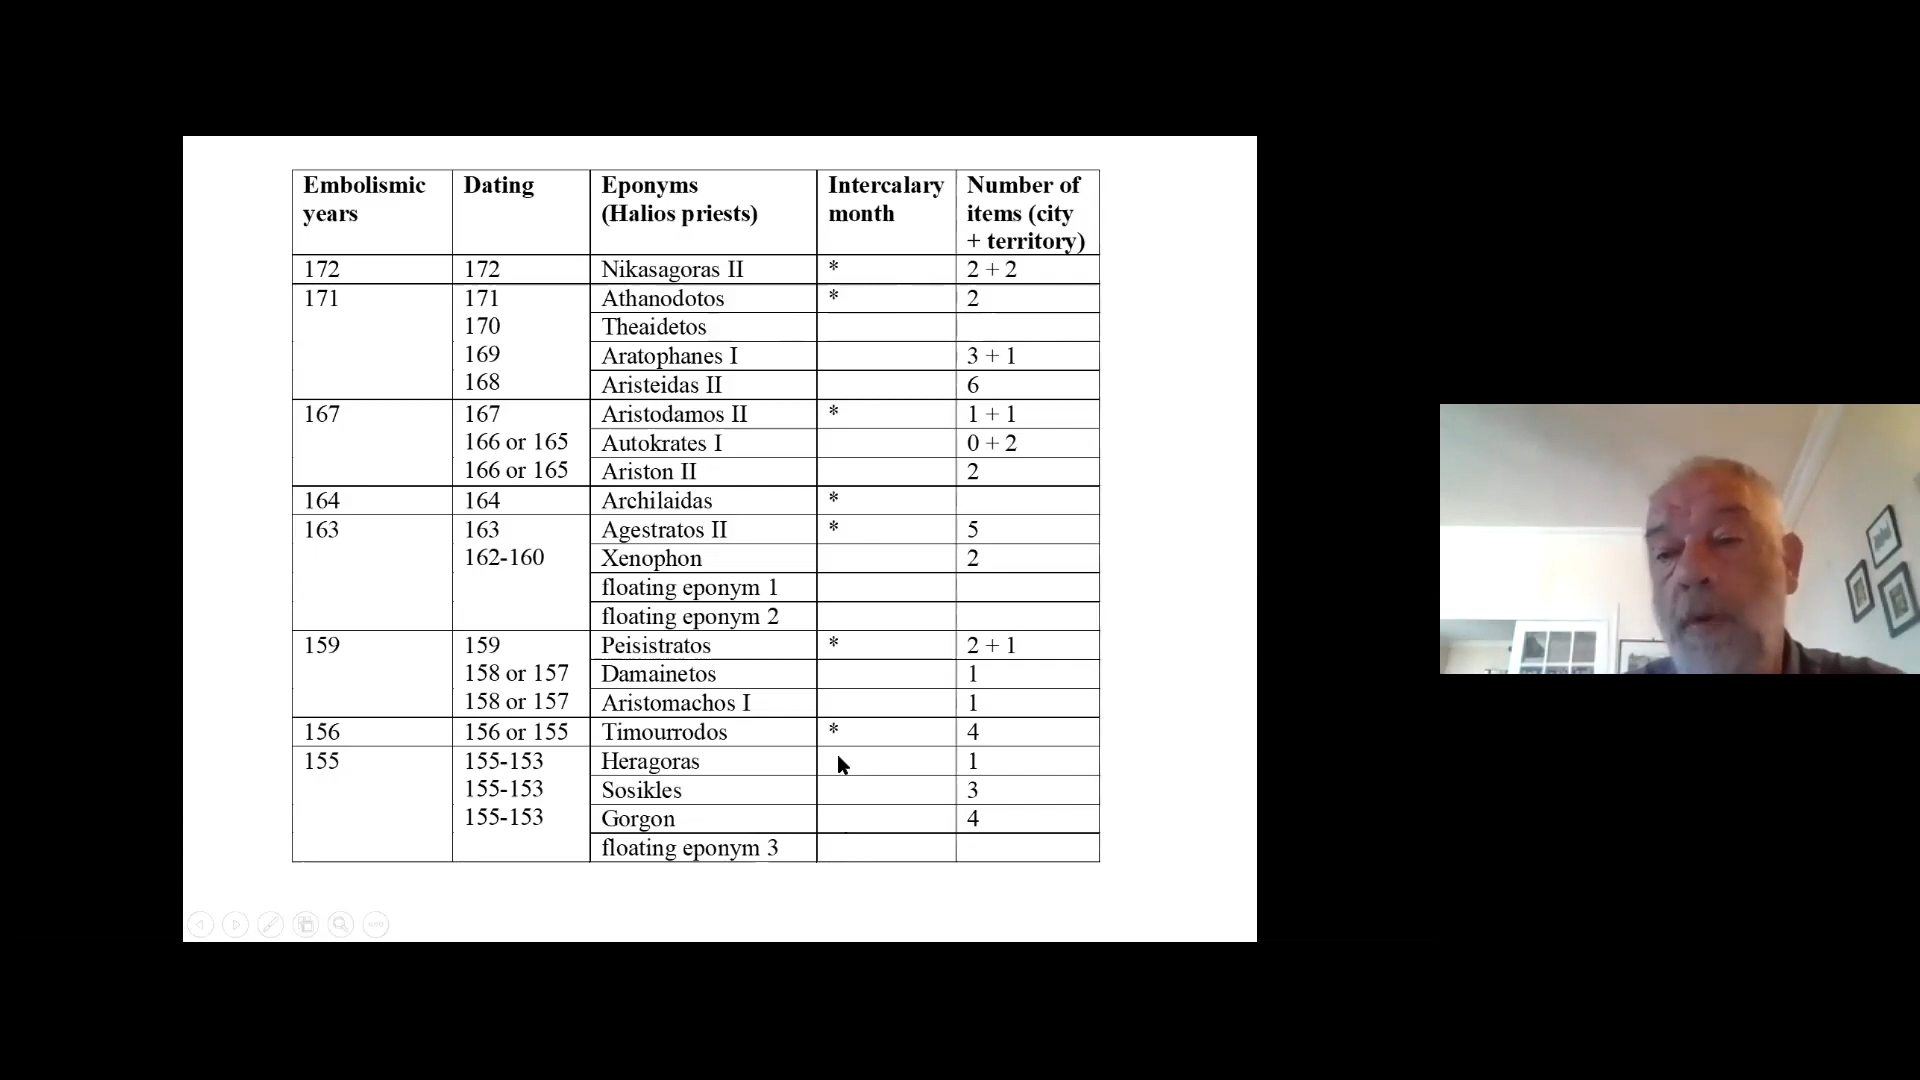 Embolismic years | Dating | Eponyms (Halios priests) | Intercalary month | Number of items (city + territory)
172 | 172 | Nikasagoras II | * | 2 + 2
171 | 171 | Athanodotos | * | 2
170 | Theaidetos
169 | Aratophanes I | 3 + 1
168 | Aristeidas II | 6
167 | 167 | Aristodamos II | * | 1 + 1
166 or 165 | Autokrates I | 0 + 2
166 or 165 | Ariston II | 2
164 | 164 | Archilaidas | *
163 | 163 | Agestratos II | * | 5
162-160 | Xenophon | 2
floating eponym 1
floating eponym 2
159 | 159 | Peisistratos | * | 2 + 1
158 or 157 | Damainetos | 1
158 or 157 | Aristomachos I | 1
156 | 156 or 155 | Timourrodos | * | 4
155 | 155-153 | Heragoras | 1
155-153 | Sosikles | 3
155-153 | Gorgon | 4
floating eponym 3